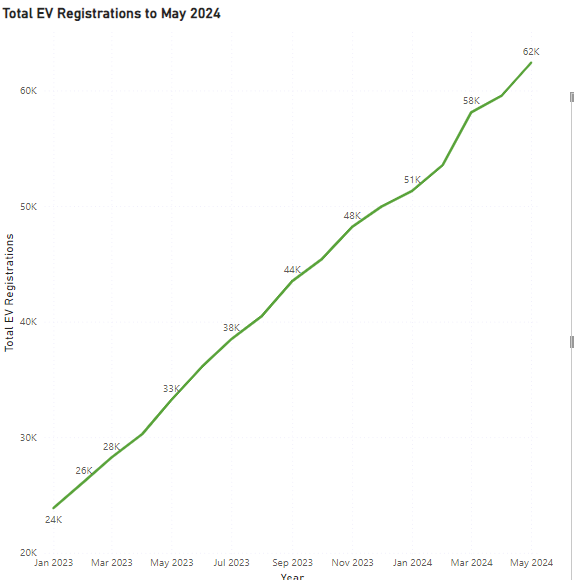 Total EV Registrations to May 2024
62K
60K
58K
51K
50K
48K
44K
Total EV Registrations
40K
38K
33K
30K
28K
26K
24K
20K
Jan 2023 Mar 2023 May 2023 Jul 2023 Sep 2023 Nov 2023 Jan 2024 Mar 2024 May 2024
Year